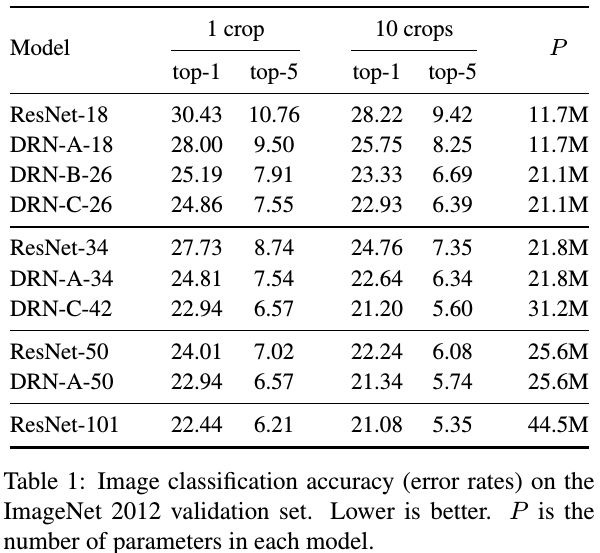 Model 1 crop 10 crops P
top-1 top-5 top-1 top-5
ResNet-18 30.43 10.76 28.22 9.42 11.7M
DRN-A-18 28.00 9.50 25.75 8.25 11.7M
DRN-B-26 25.19 7.91 23.33 6.69 21.1M
DRN-C-26 24.86 7.55 22.93 6.39 21.1M
ResNet-34 27.73 8.74 24.76 7.35 21.8M
DRN-A-34 24.81 7.54 22.64 6.34 21.8M
DRN-C-42 22.94 6.57 21.20 5.60 31.2M
ResNet-50 24.01 7.02 22.24 6.08 25.6M
DRN-A-50 22.94 6.57 21.34 5.74 25.6M
ResNet-101 22.44 6.21 21.08 5.35 44.5M
Table 1: Image classification accuracy (error rates) on the
ImageNet 2012 validation set. Lower is better. P is the
number of parameters in each model.